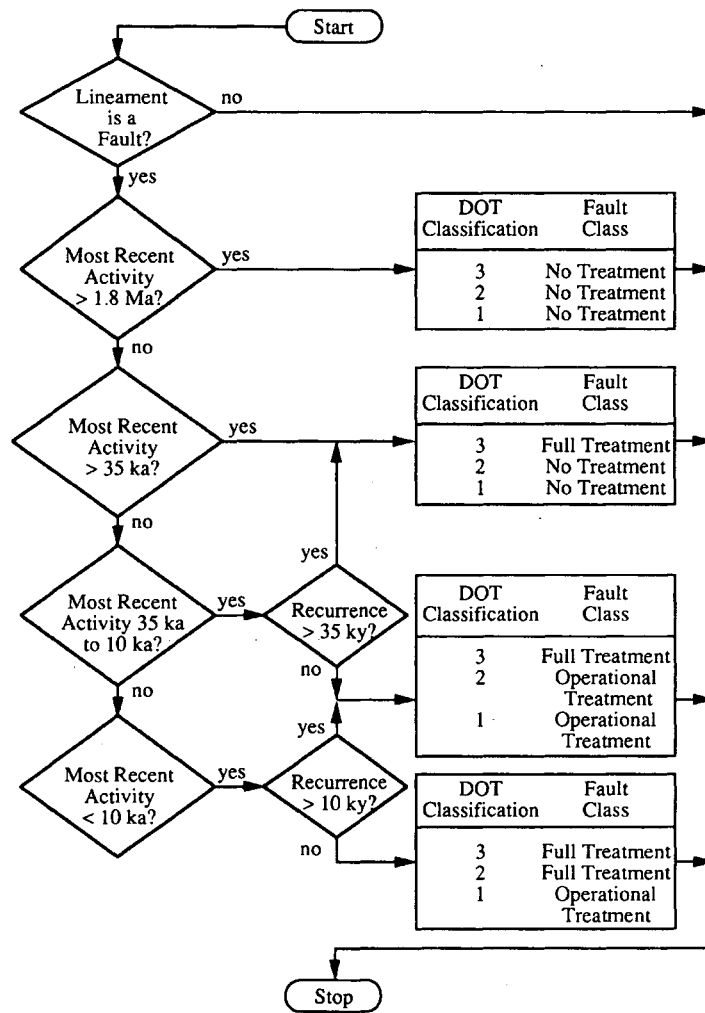 Start
Lineament
is a
Fault?
no
yes
Most Recent
Activity
> 1.8 Ma?
yes
no
DOT Fault
Classification Class
3 No Treatment
2 No Treatment
1 No Treatment
Most Recent
Activity
> 35 ka?
yes
no
DOT Fault
Classification Class
3 Full Treatment
2 No Treatment
1 No Treatment
Most Recent
Activity 35 ka
to 10 ka?
yes
no
Recurrence
> 35 ky?
yes
no
DOT Fault
Classification Class
3 Full Treatment
2 Operational
Treatment
1 Operational
Treatment
Most Recent
Activity
< 10 ka?
yes
Recurrence
> 10 ky?
yes
no
DOT Fault
Classification Class
3 Full Treatment
2 Full Treatment
1 Operational
Treatment
Stop